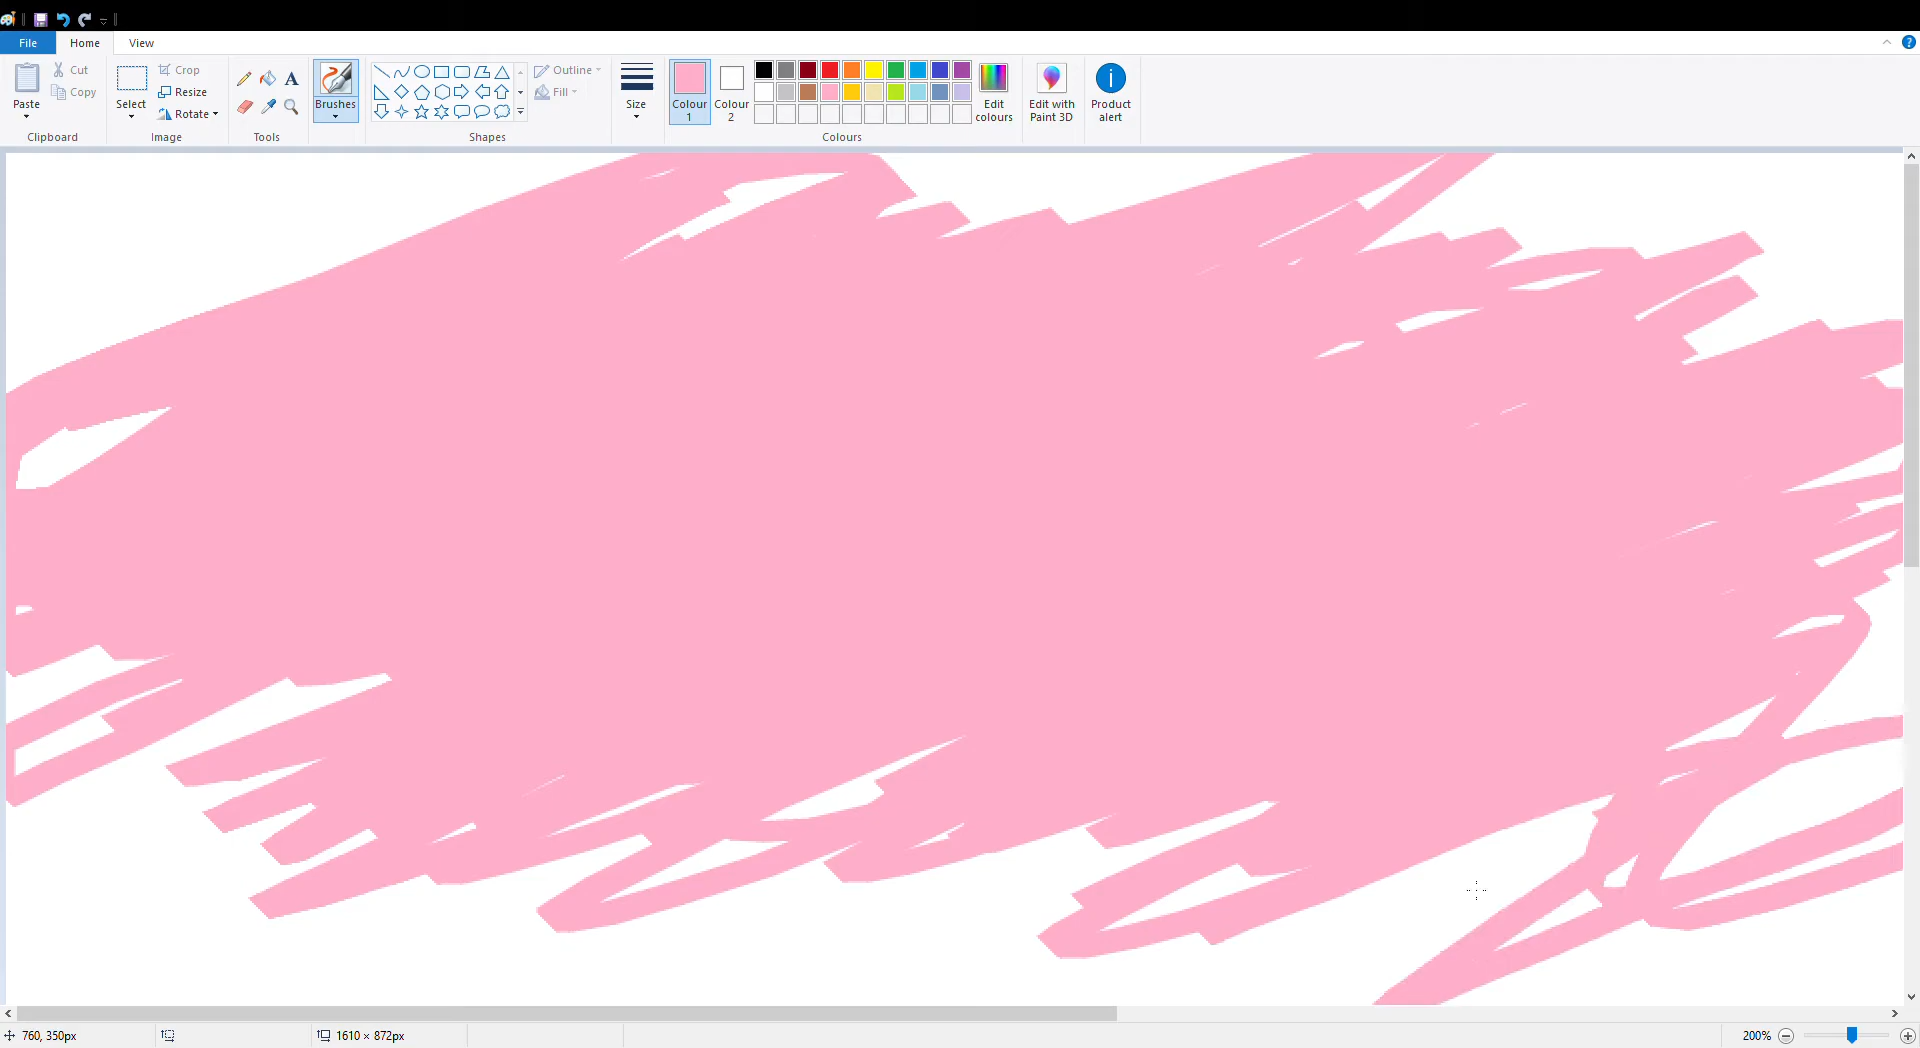 File Home View
Paste
Cut
Copy
Clipboard
Select
Crop
Resize
Rotate
Image
A
Tools
Brushes
Outline
Fill
Shapes
Size
Colour 1
Colour 2
Edit colours
Colours
Edit with Paint 3D
Product alert
760, 350px
1610 × 872px
200%